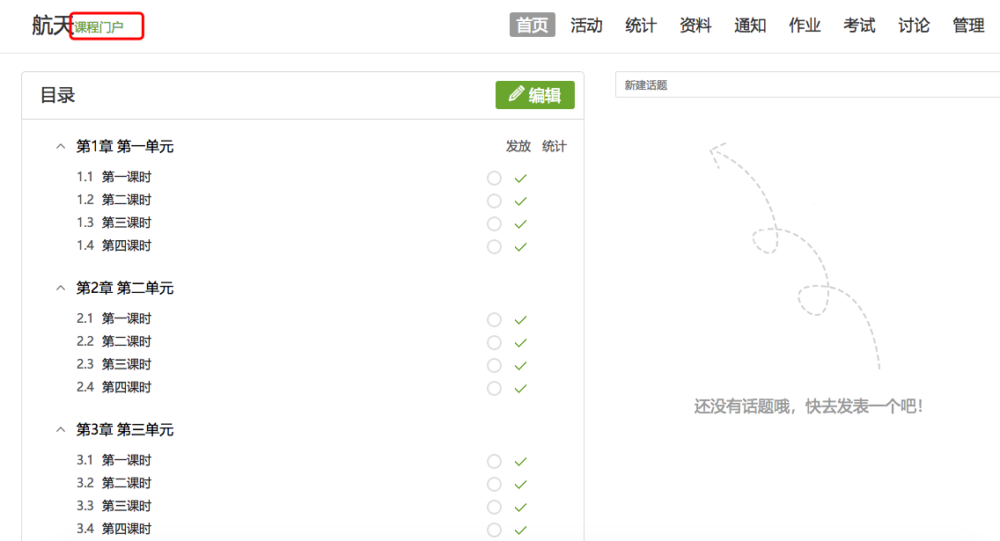 航天课程门户 首页 活动 统计 资料 通知 作业 考试 讨论 管理
目录 编辑
第1章 第一单元 发放 统计
1.1 第一课时
1.2 第二课时
1.3 第三课时
1.4 第四课时
第2章 第二单元
2.1 第一课时
2.2 第二课时
2.3 第三课时
2.4 第四课时
第3章 第三单元
3.1 第一课时
3.2 第二课时
3.3 第三课时
3.4 第四课时
新建话题
还没有话题哦，快去发表一个吧！